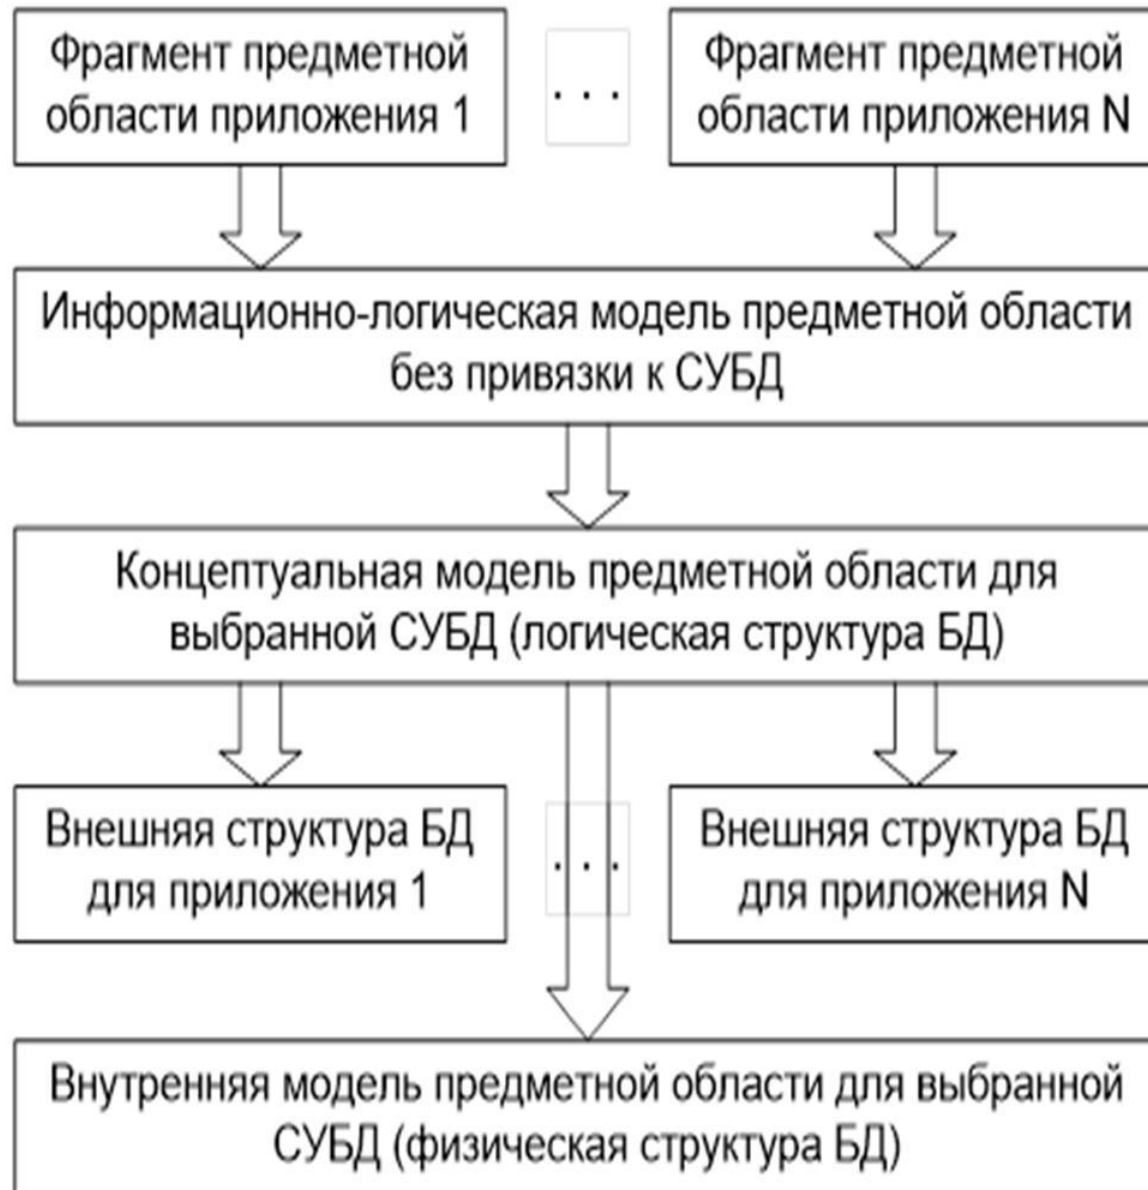 Фрагмент предметной
области приложения 1
. . .
Фрагмент предметной
области приложения N
Информационно-логическая модель предметной области
без привязки к СУБД
Концептуальная модель предметной области для
выбранной СУБД (логическая структура БД)
Внешняя структура БД
для приложения 1
. . .
Внешняя структура БД
для приложения N
Внутренняя модель предметной области для выбранной
СУБД (физическая структура БД)